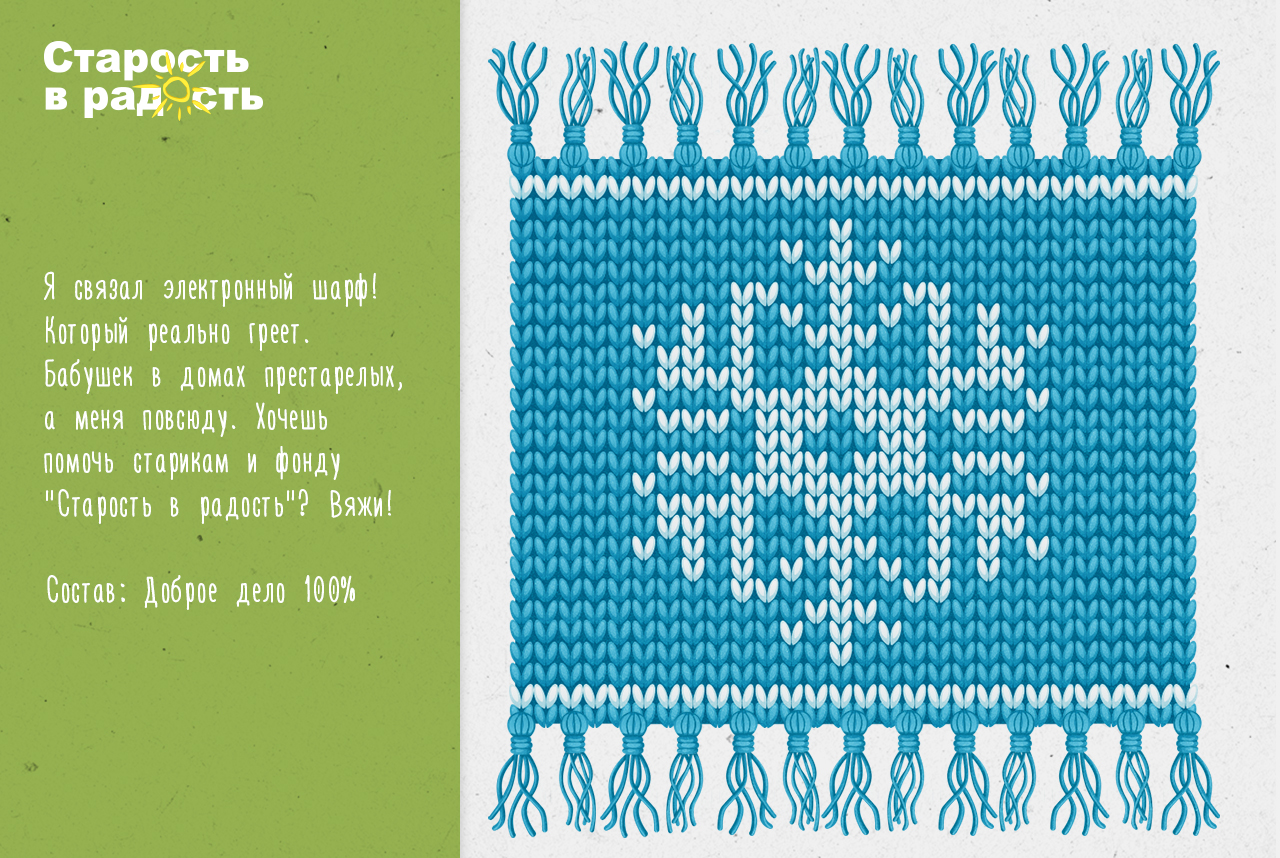 Старость
в радость
Я связал электронный шарф!
Который реально греет.
Бабушек в домах престарелых,
а меня повсюду. Хочешь
помочь старикам и фонду
"Старость в радость"? Вяжи!
Состав: Доброе дело 100%